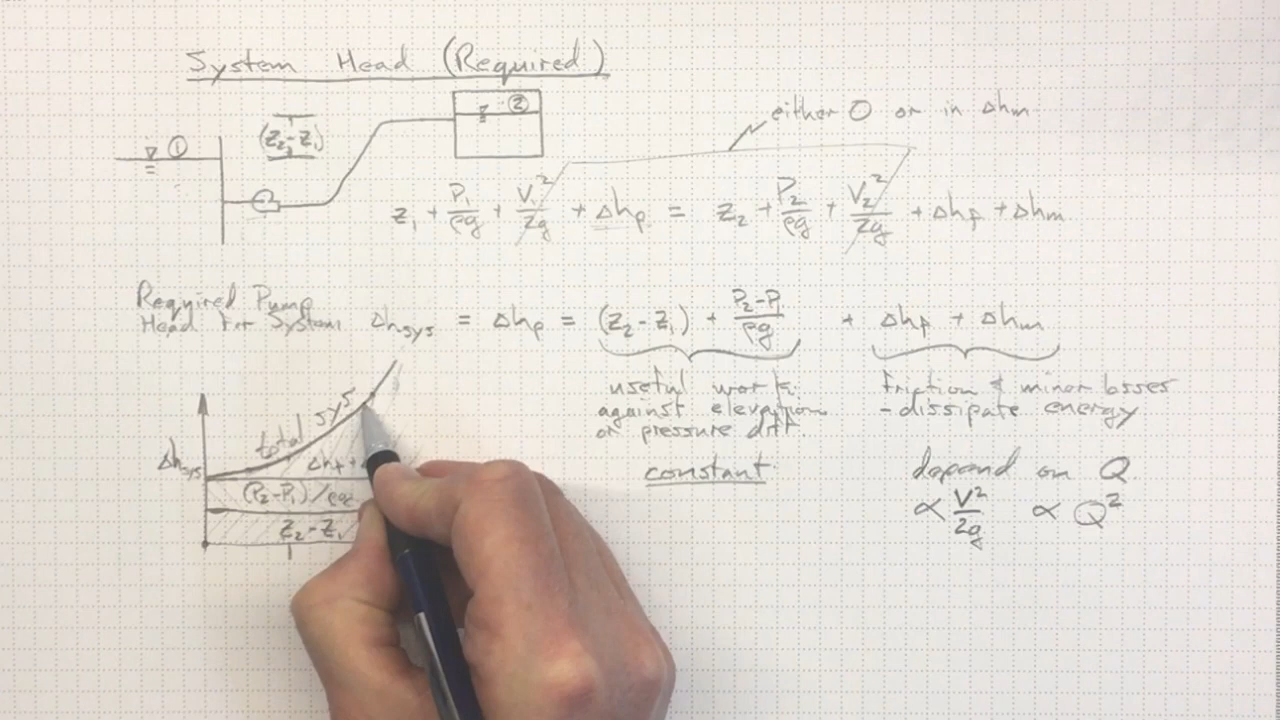 System Head (Required)
①
(z₂-z₁)
②
either 0 or in Δhm
z₁ + P₁/ρg + V₁²/2g + Δhp = z₂ + P₂/ρg + V₂²/2g + Δhf + Δhm
Required Pump
Head for System Δhsys = Δhp = (z₂-z₁) + P₂-P₁/ρg + Δhf + Δhm
useful work
against elevation
or pressure diff.
constant
friction & minor losses
- dissipate energy
depend on Q
∝ V²/2g ∝ Q²
Δhsys
total sys
Δhf +
(P₂-P₁)/ρg
z₂-z₁